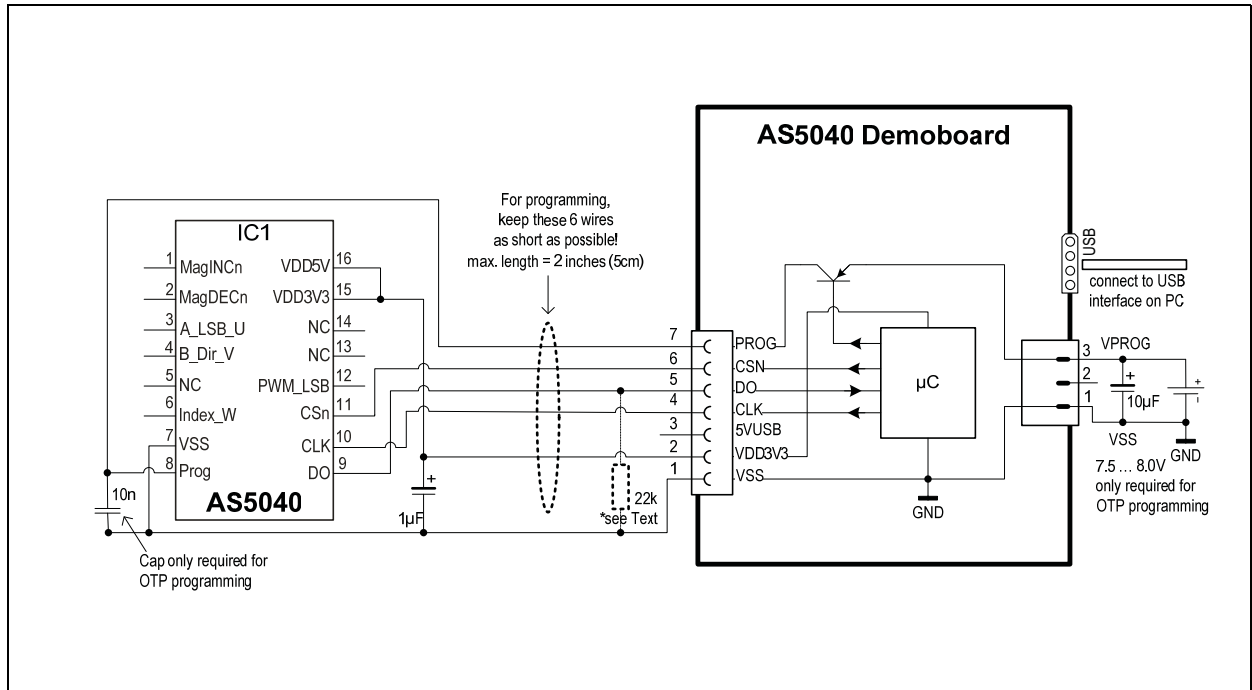 AS5040 Demoboard
For programming,
keep these 6 wires
as short as possible!
max. length = 2 inches (5cm)
IC1
1 MagINCn
2 MagDECn
3 A_LSB_U
4 B_Dir_V
5 NC
6 Index_W
7 VSS
8 Prog
VDD5V 16
VDD3V3 15
NC 14
NC 13
PWM_LSB 12
CSn 11
CLK 10
DO 9
AS5040
10n
Cap only required for
OTP programming
+
1µF
22k
*see Text
7 PROG
6 CSN
5 DO
4 CLK
3 5VUSB
2 VDD3V3
1 VSS
µC
GND
USB
connect to USB
interface on PC
3 VPROG
2
1
+
10µF
+
-
VSS
GND
7.5 ... 8.0V
only required for
OTP programming